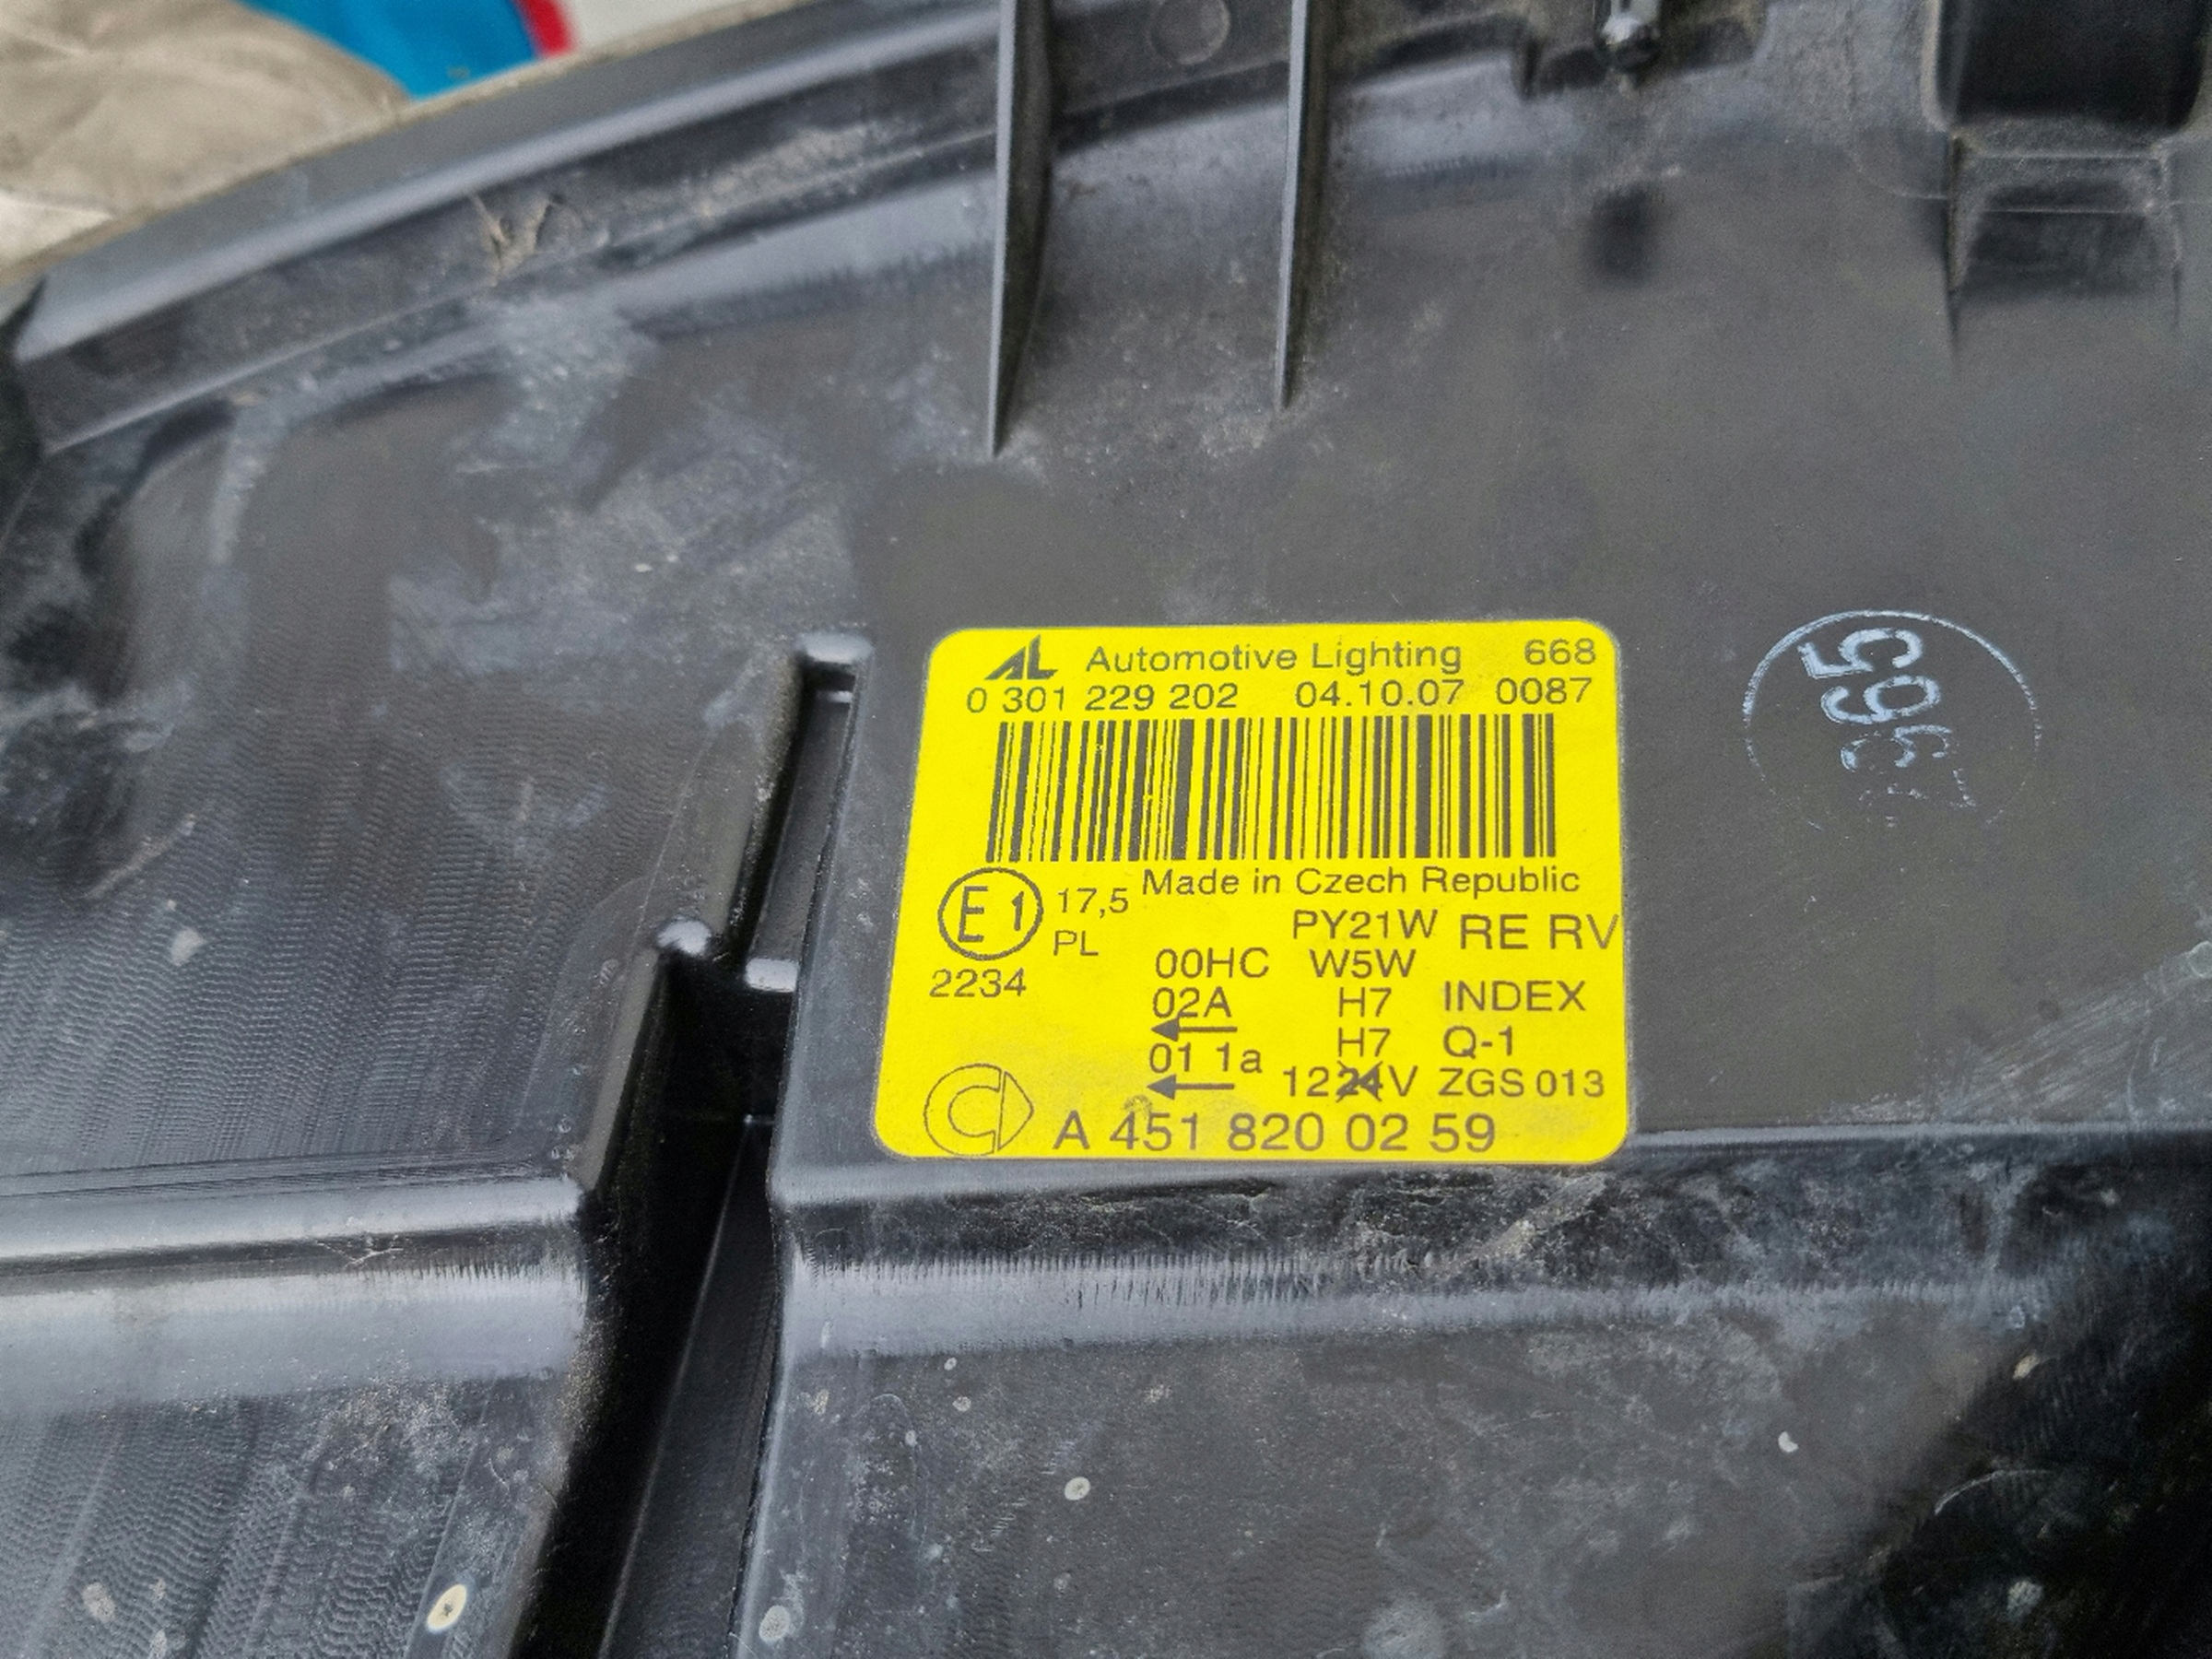 AL Automotive Lighting 668
0 301 229 202 04.10.07 0087
Made in Czech Republic
E1 17,5
PL
2234
PY21W RE RV
00HC W5W
02A H7 INDEX
01 1a H7 Q-1
1224V ZGS 013
A 451 820 02 59
365